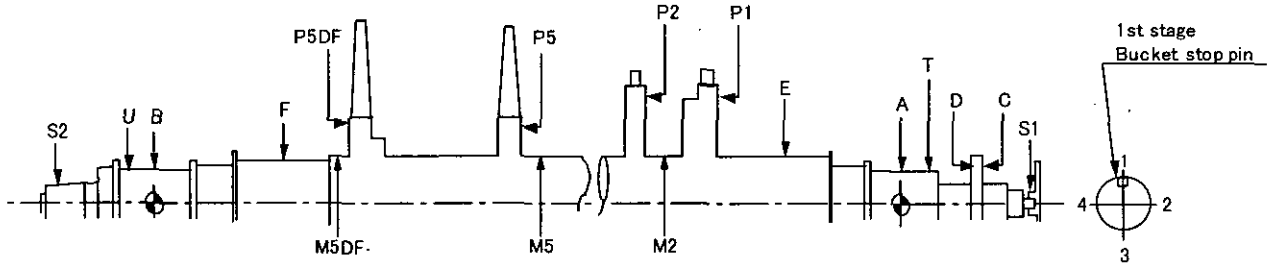 P5DF
P5
P2
P1
1st stage
Bucket stop pin
S2
U
B
F
E
A
T
D
C
S1
M5DF
M5
M2
1
4
2
3